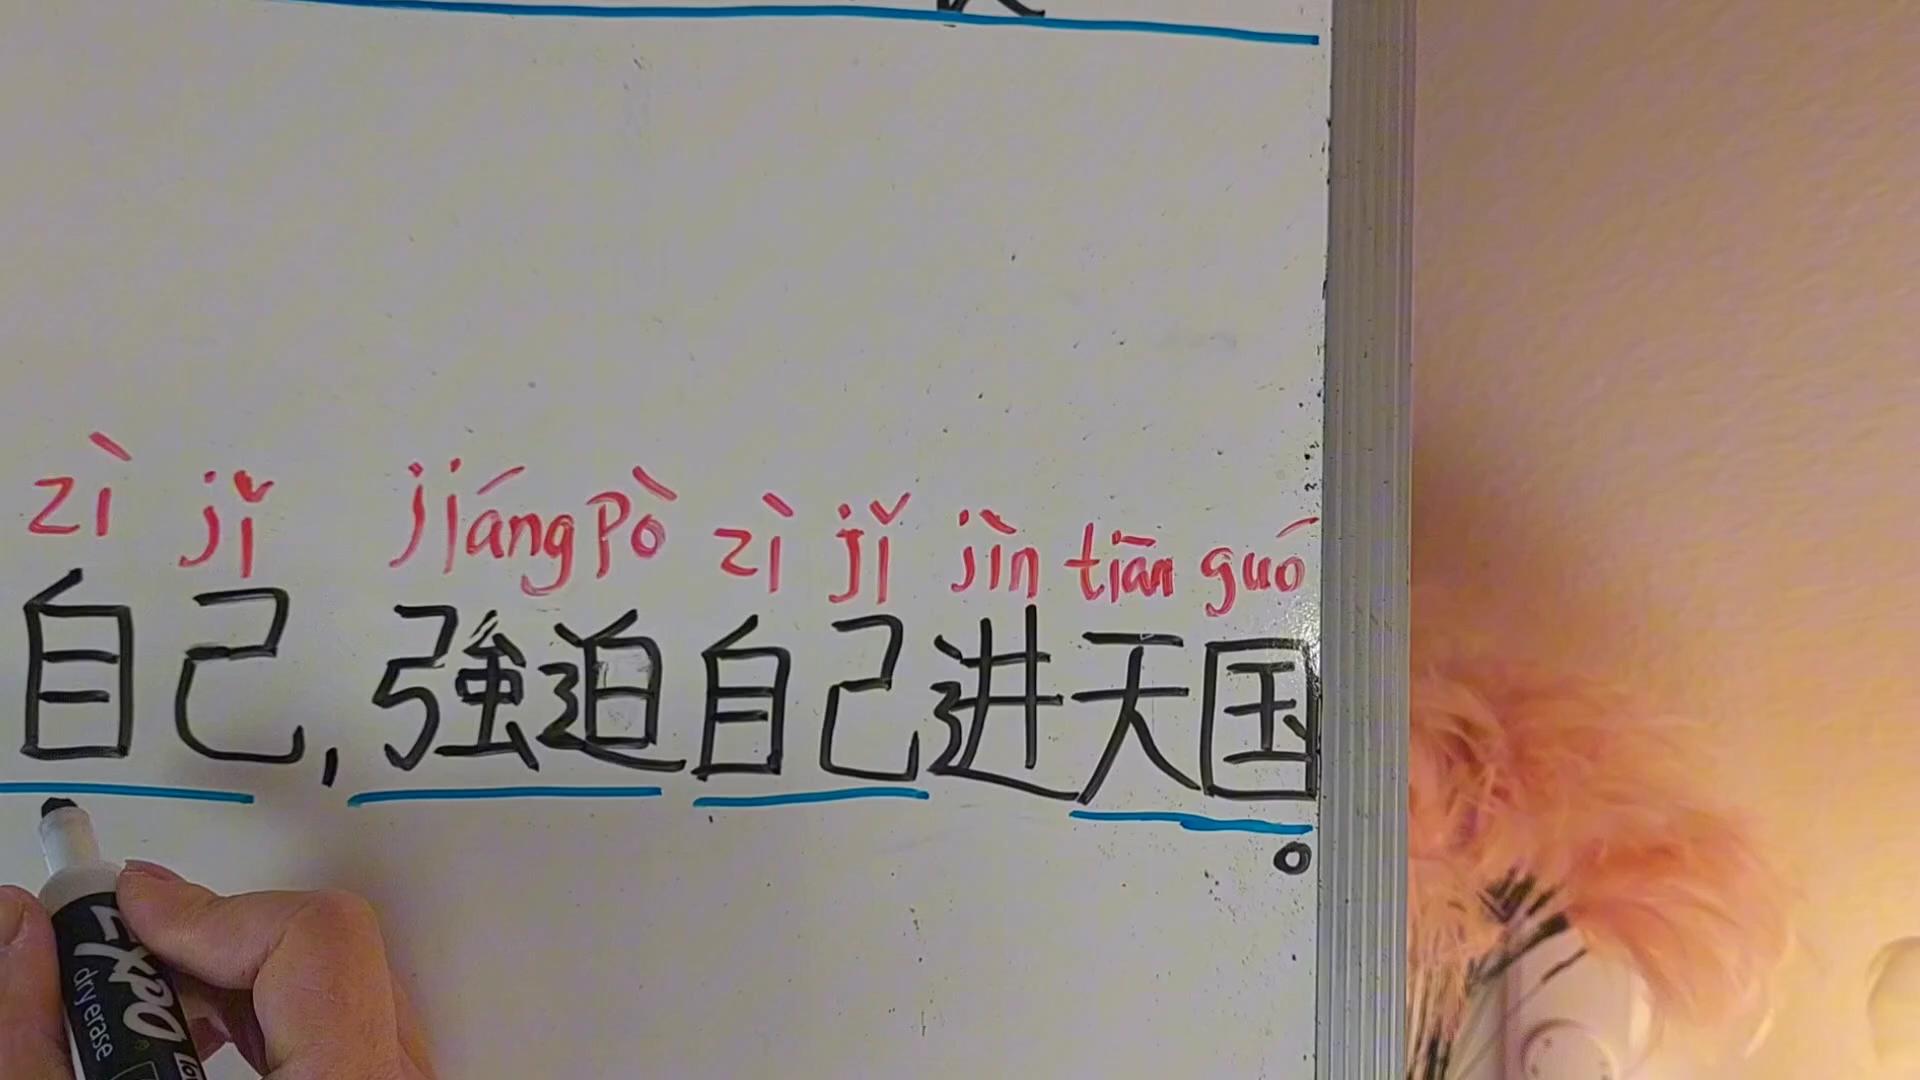 zì jǐ jiángpò zì jǐ jìn tiān guó
自己,強迫自己进天国。
EXPO
dry erase